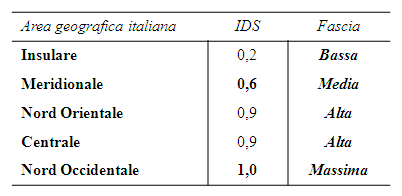 Area geografica italiana IDS Fascia
Insulare 0,2 Bassa
Meridionale 0,6 Media
Nord Orientale 0,9 Alta
Centrale 0,9 Alta
Nord Occidentale 1,0 Massima